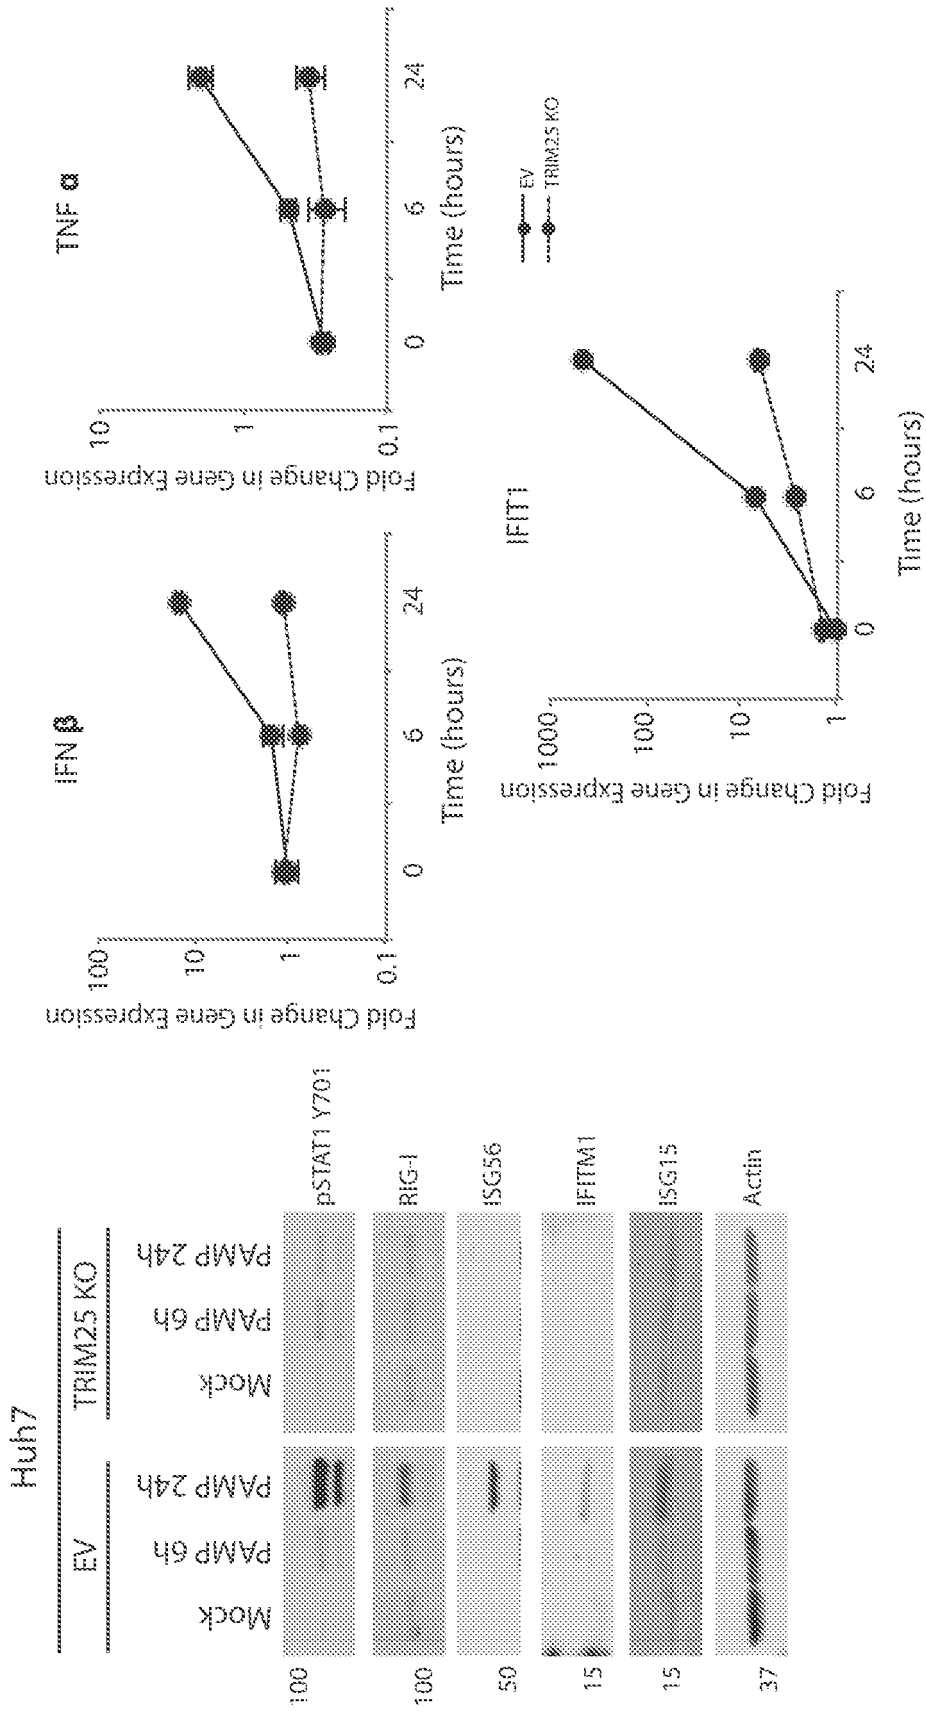 Huh7
EV
TRIM25 KO
Mock
PAMP 6h
PAMP 24h
Mock
PAMP 6h
PAMP 24h
100
pSTAT1 Y701
100
RIG-I
50
ISG56
15
IFITM1
15
ISG15
37
Actin
IFN β
Fold Change in Gene Expression
100
10
1
0.1
0
6
24
Time (hours)
TNF α
Fold Change in Gene Expression
10
1
0.1
0
6
24
Time (hours)
IFIT1
Fold Change in Gene Expression
1000
100
10
1
0
6
24
Time (hours)
EV
TRIM25 KO